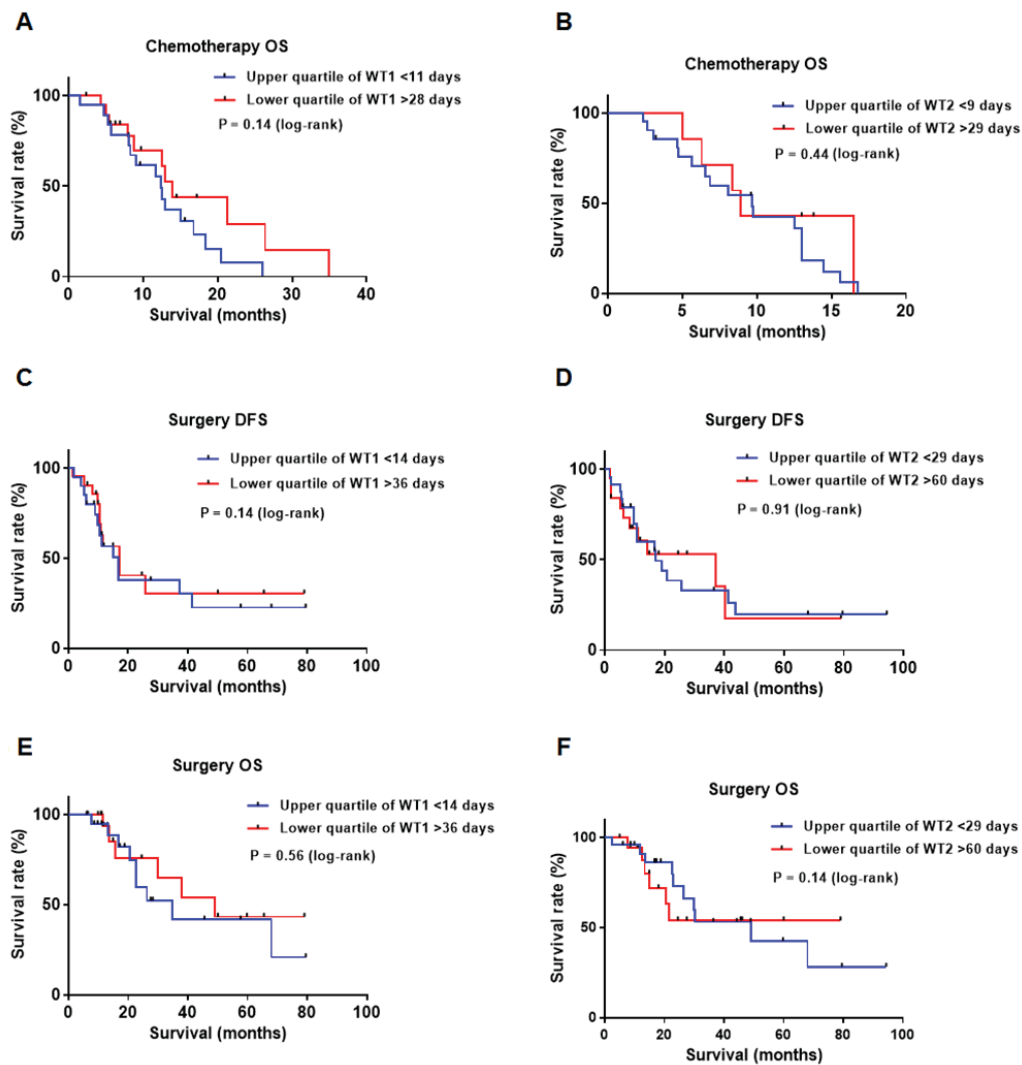 A
Chemotherapy OS
Upper quartile of WT1 <11 days
Lower quartile of WT1 >28 days
P = 0.14 (log-rank)
Survival rate (%)
100
50
0
0 10 20 30 40
Survival (months)
B
Chemotherapy OS
Upper quartile of WT2 <9 days
Lower quartile of WT2 >29 days
P = 0.44 (log-rank)
Survival rate (%)
100
50
0
0 5 10 15 20
Survival (months)
C
Surgery DFS
Upper quartile of WT1 <14 days
Lower quartile of WT1 >36 days
P = 0.14 (log-rank)
Survival rate (%)
100
50
0
0 20 40 60 80 100
Survival (months)
D
Surgery DFS
Upper quartile of WT2 <29 days
Lower quartile of WT2 >60 days
P = 0.91 (log-rank)
Survival rate (%)
100
50
0
0 20 40 60 80 100
Survival (months)
E
Surgery OS
Upper quartile of WT1 <14 days
Lower quartile of WT1 >36 days
P = 0.56 (log-rank)
Survival rate (%)
100
50
0
0 20 40 60 80 100
Survival (months)
F
Surgery OS
Upper quartile of WT2 <29 days
Lower quartile of WT2 >60 days
P = 0.14 (log-rank)
Survival rate (%)
100
50
0
0 20 40 60 80 100
Survival (months)